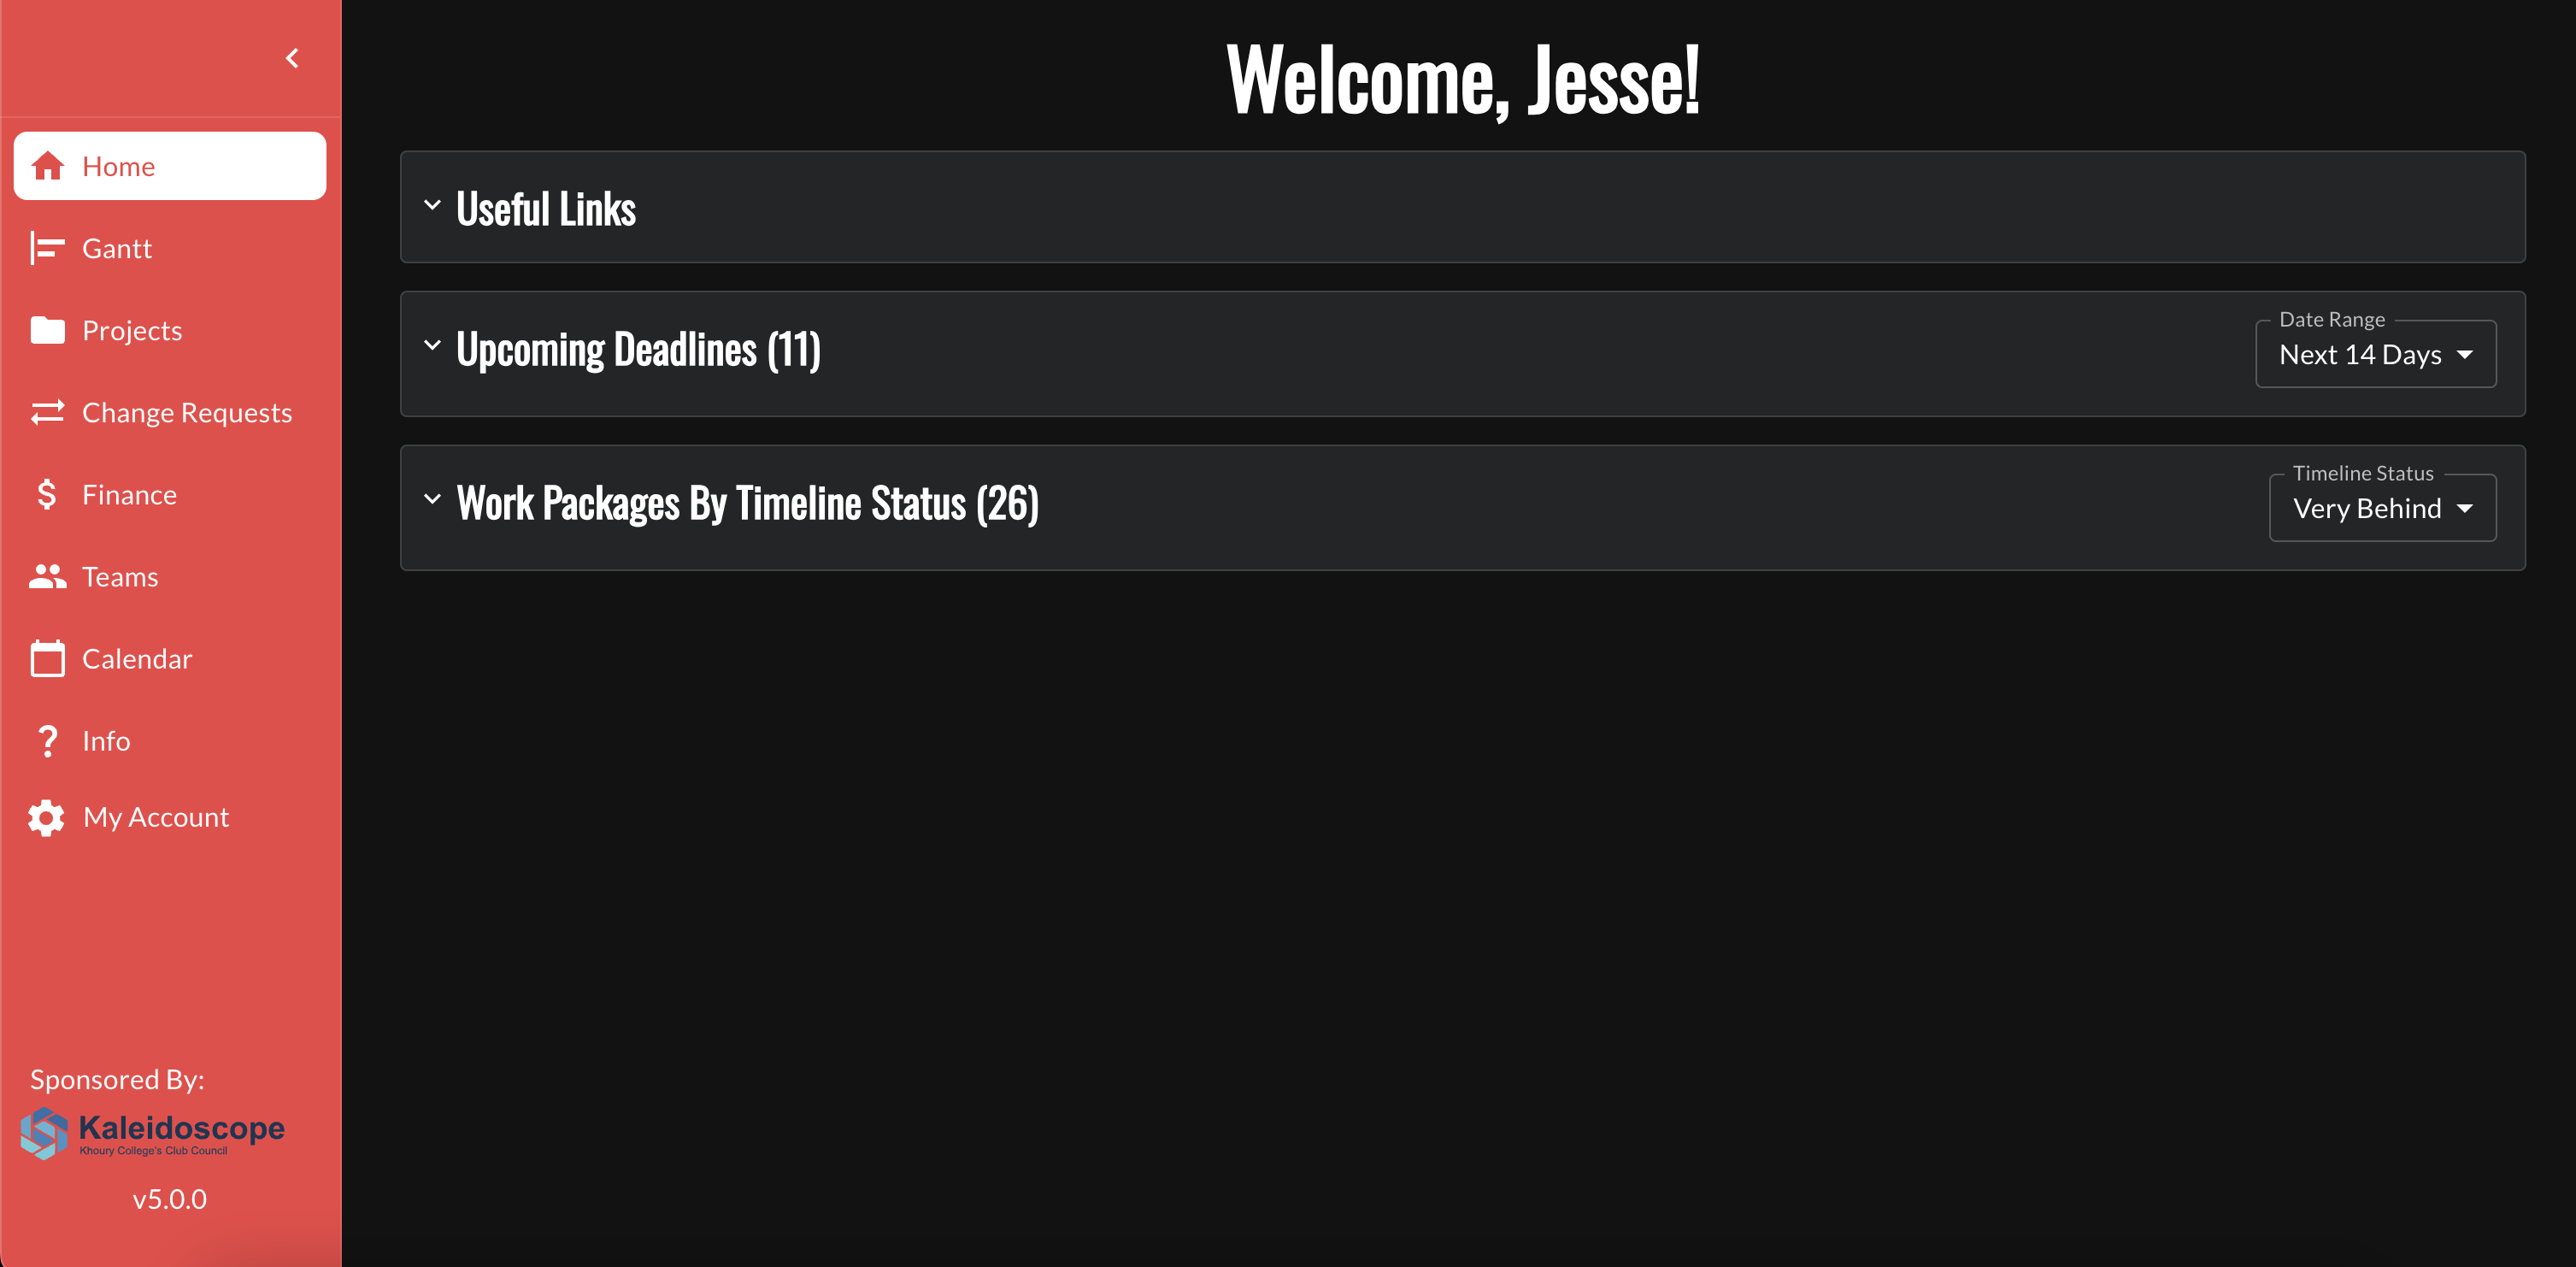 Home
Gantt
Projects
Change Requests
Finance
Teams
Calendar
Info
My Account
Sponsored By:
Kaleidoscope
Khoury College's Club Council
v5.0.0
Welcome, Jesse!
Useful Links
Upcoming Deadlines (11)
Date Range
Next 14 Days
Work Packages By Timeline Status (26)
Timeline Status
Very Behind